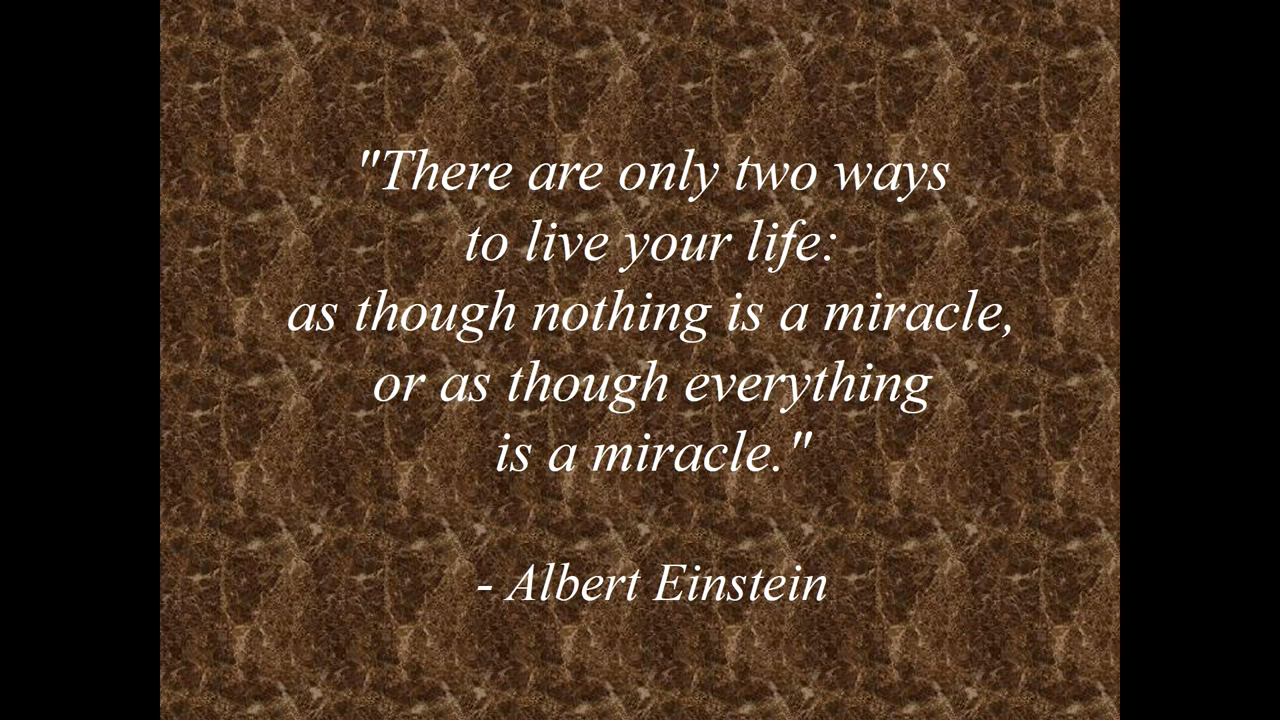 "There are only two ways
to live your life:
as though nothing is a miracle,
or as though everything
is a miracle."
- Albert Einstein